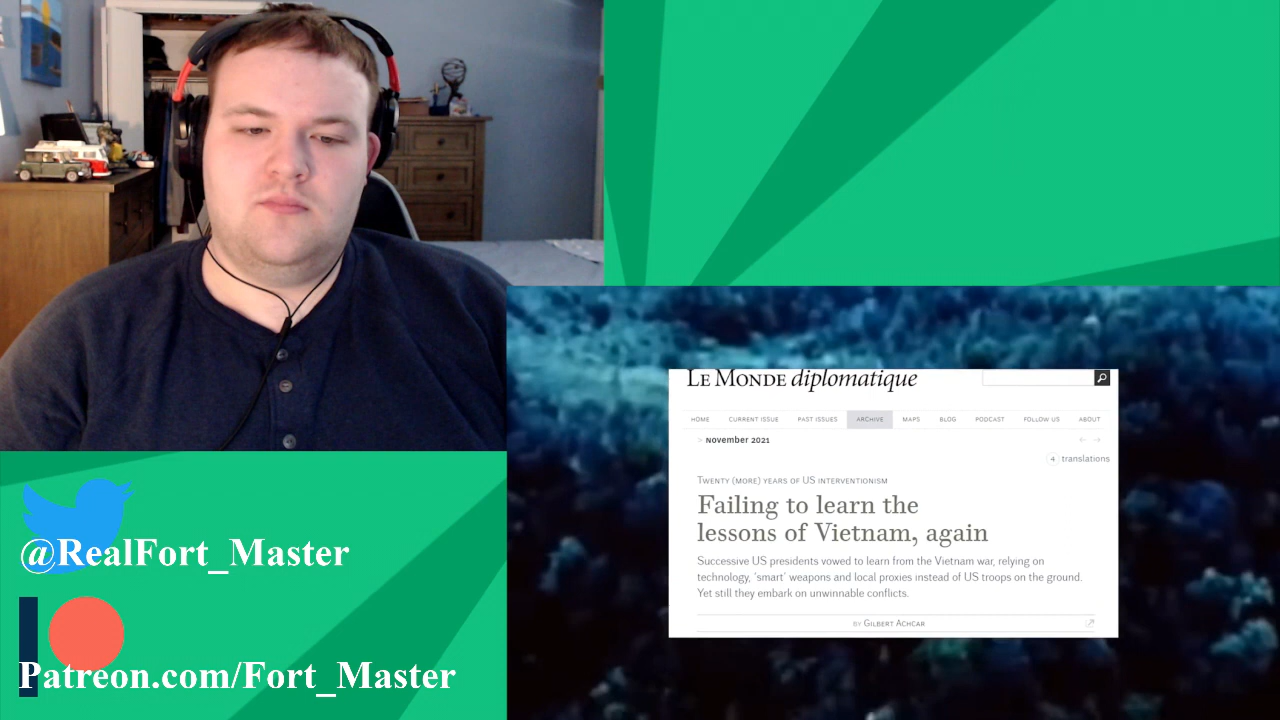 @RealFort_Master
Patreon.com/Fort_Master
LE MONDE diplomatique
HOME CURRENT ISSUE PAST ISSUES ARCHIVE MAPS BLOG PODCAST FOLLOW US ABOUT
> November 2021
4 translations
TWENTY (MORE) YEARS OF US INTERVENTIONISM
Failing to learn the
lessons of Vietnam, again
Successive US presidents vowed to learn from the Vietnam war, relying on
technology, 'smart' weapons and local proxies instead of US troops on the ground.
Yet still they embark on unwinnable conflicts.
BY GILBERT ACHCAR